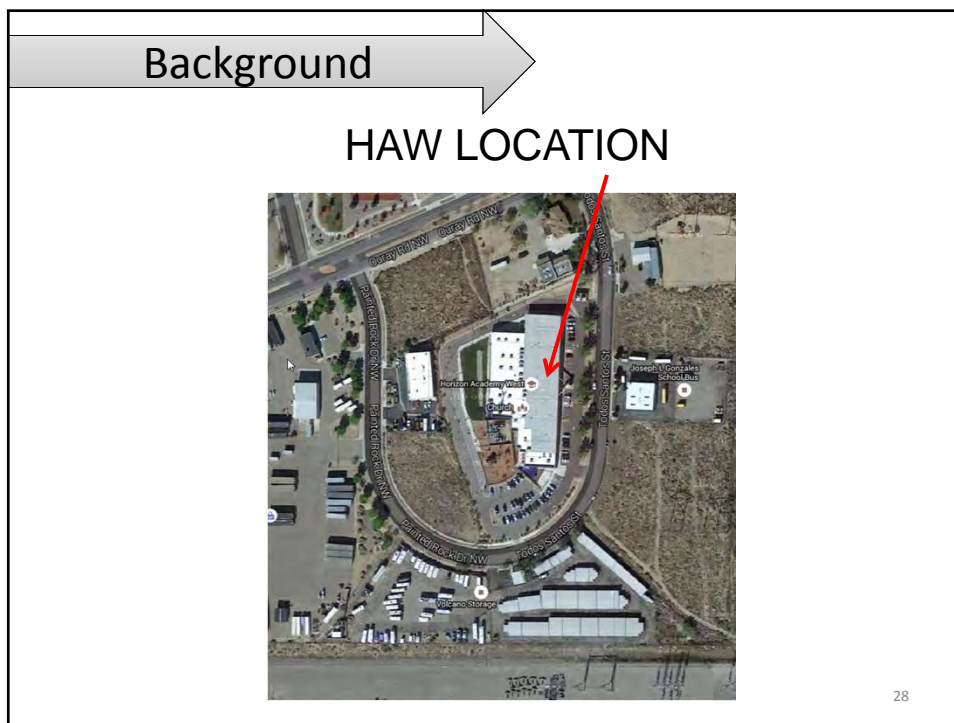 Background
HAW LOCATION
Ouray Rd NW Ouray Rd NW
Todos Santos St
Painted Rock Dr NW
Joseph L Gonzales
School Bus
Horizon Academy West
Church
Todos Santos St
Painted Rock Dr NW
Painted Rock Dr NW
Todos Santos St
Volcano Storage
28